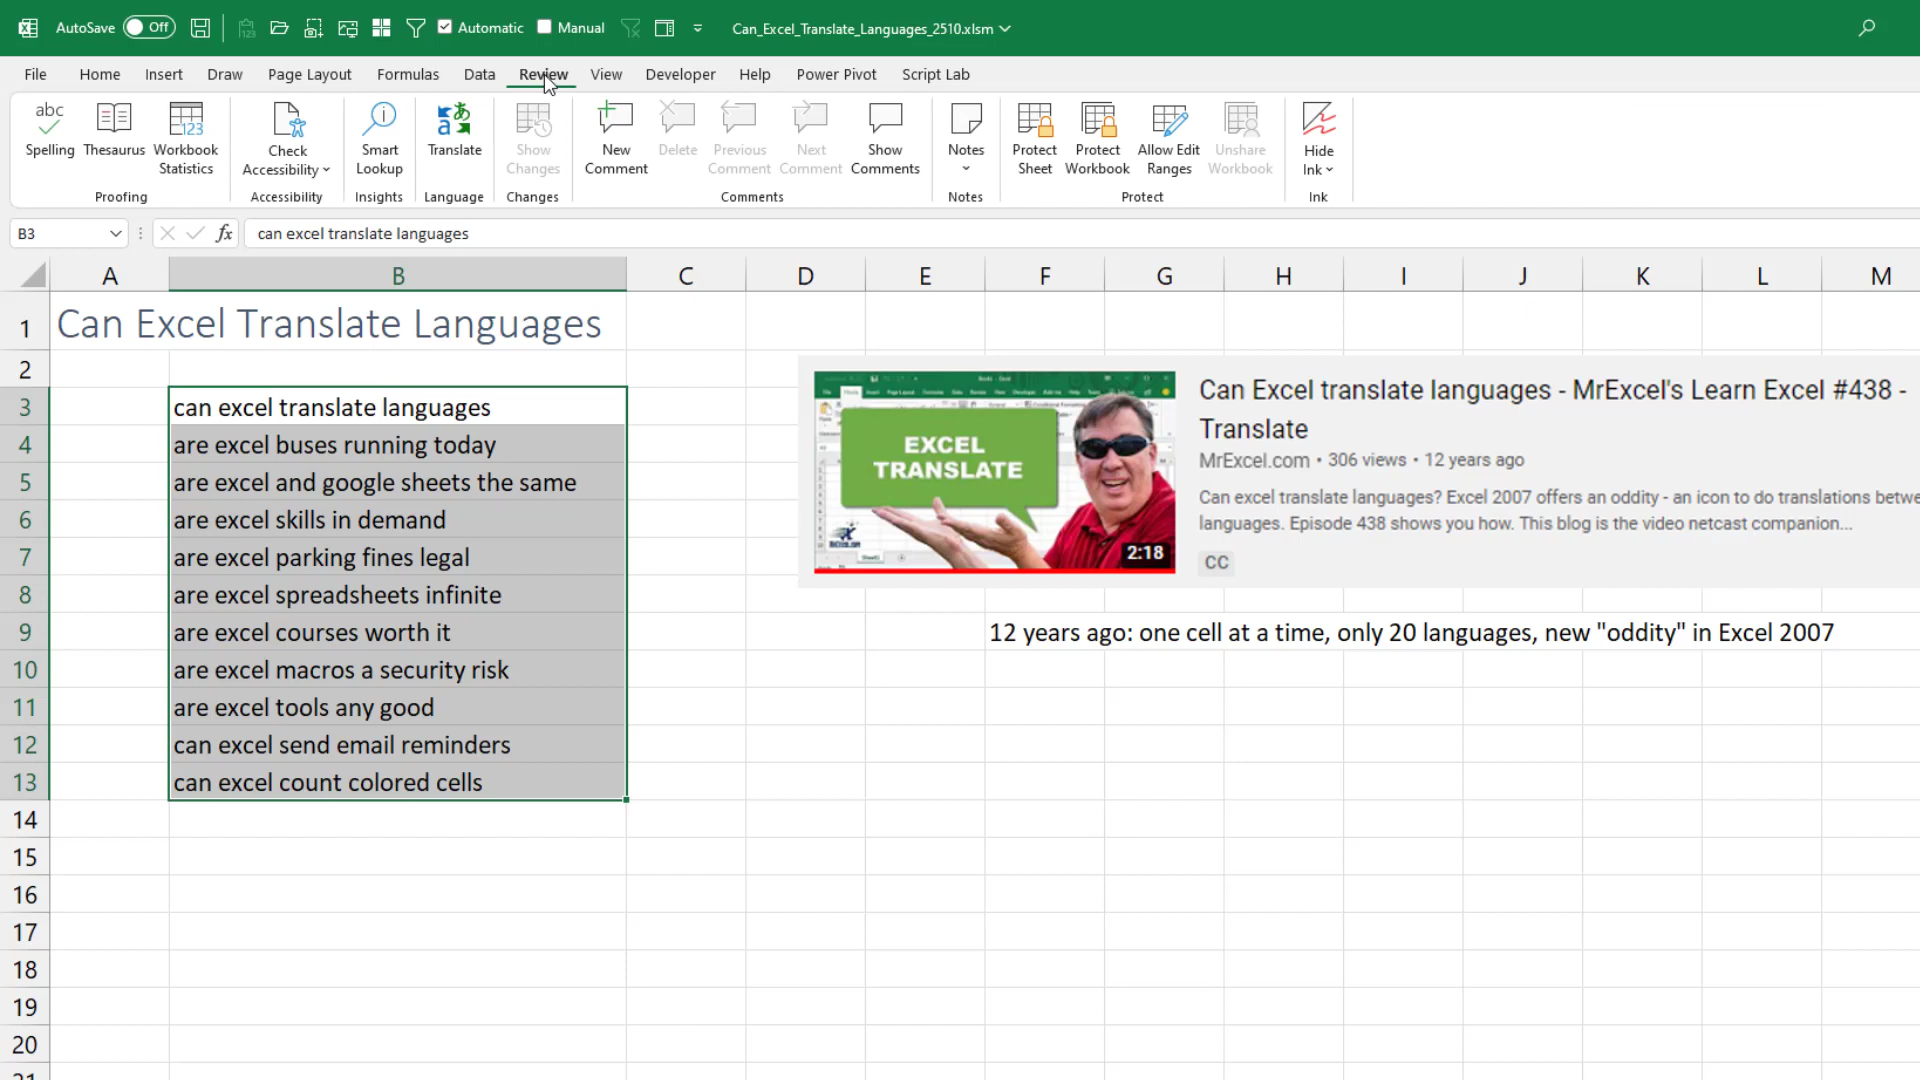 AutoSave Off Automatic Manual Can_Excel_Translate_Languages_2510.xlsm
File Home Insert Draw Page Layout Formulas Data Review View Developer Help Power Pivot Script Lab
abc
Spelling Thesaurus Workbook Statistics Check Accessibility Smart Lookup Translate Show Changes New Comment Delete Previous Comment Next Comment Show Comments Notes Protect Sheet Protect Workbook Allow Edit Ranges Unshare Workbook Hide Ink
Proofing Accessibility Insights Language Changes Comments Notes Protect Ink
B3 fx can excel translate languages
A B C D E F G H I J K L M
1 Can Excel Translate Languages
2
3 can excel translate languages
4 are excel buses running today
5 are excel and google sheets the same
6 are excel skills in demand
7 are excel parking fines legal
8 are excel spreadsheets infinite
9 are excel courses worth it
10 are excel macros a security risk
11 are excel tools any good
12 can excel send email reminders
13 can excel count colored cells
14
15
16
17
18
19
20
EXCEL
TRANSLATE
2:18
Can Excel translate languages - MrExcel's Learn Excel #438 -
Translate
MrExcel.com • 306 views • 12 years ago
Can excel translate languages? Excel 2007 offers an oddity - an icon to do translations betwe
languages. Episode 438 shows you how. This blog is the video netcast companion...
CC
12 years ago: one cell at a time, only 20 languages, new "oddity" in Excel 2007